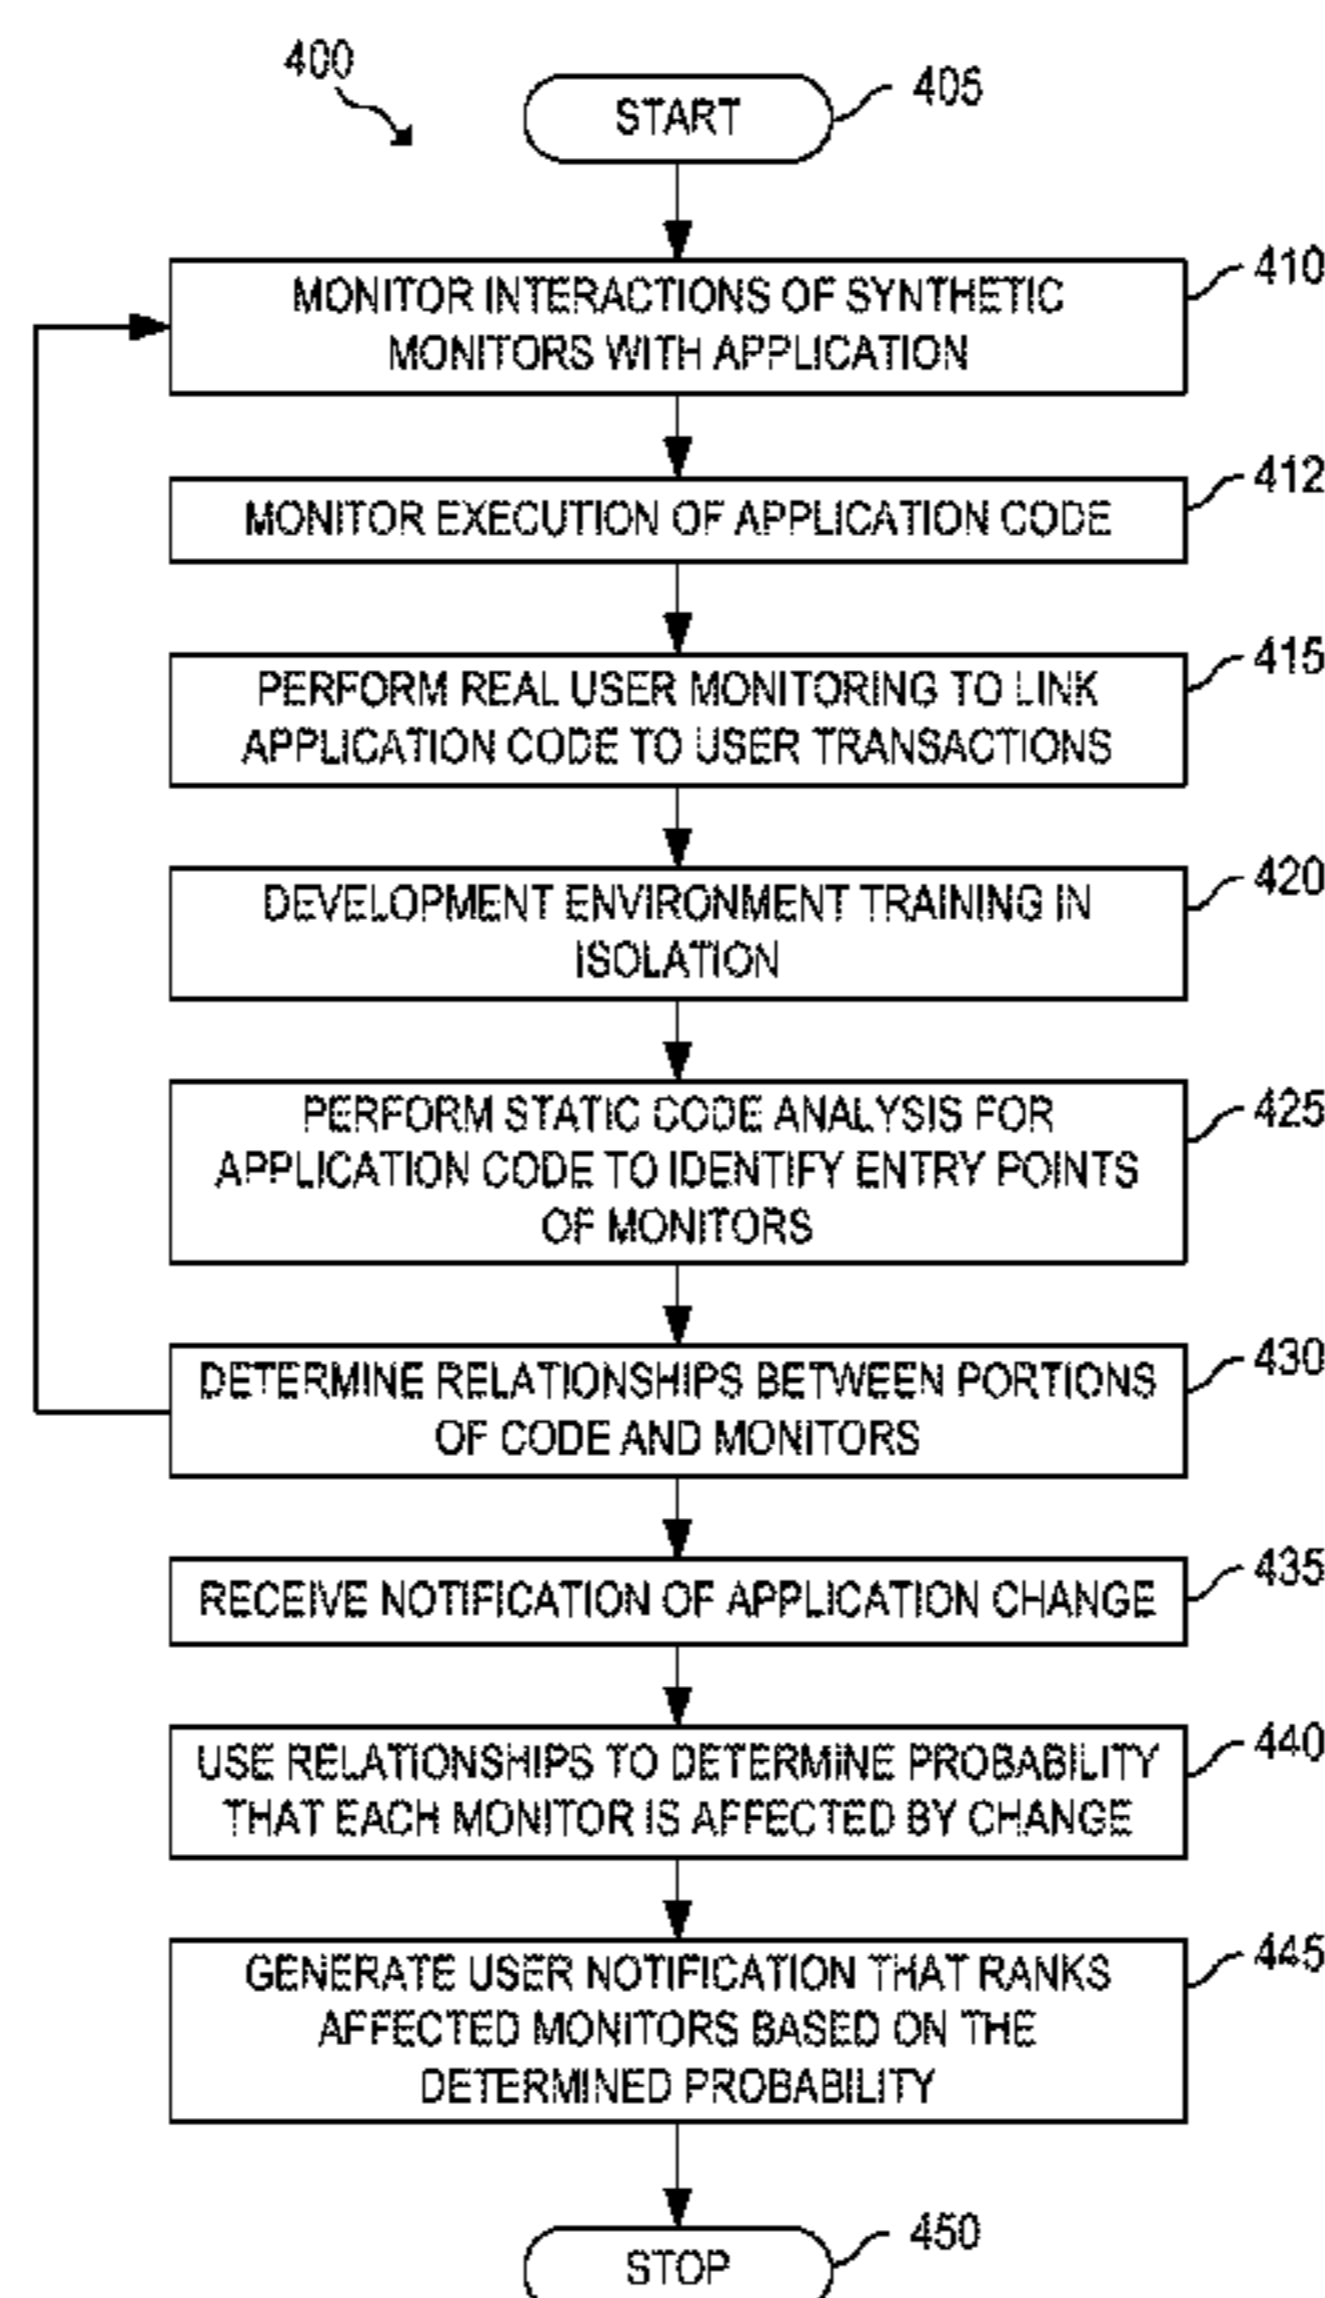 400
START
405
MONITOR INTERACTIONS OF SYNTHETIC
MONITORS WITH APPLICATION
410
MONITOR EXECUTION OF APPLICATION CODE
412
PERFORM REAL USER MONITORING TO LINK
APPLICATION CODE TO USER TRANSACTIONS
415
DEVELOPMENT ENVIRONMENT TRAINING IN
ISOLATION
420
PERFORM STATIC CODE ANALYSIS FOR
APPLICATION CODE TO IDENTIFY ENTRY POINTS
OF MONITORS
425
DETERMINE RELATIONSHIPS BETWEEN PORTIONS
OF CODE AND MONITORS
430
RECEIVE NOTIFICATION OF APPLICATION CHANGE
435
USE RELATIONSHIPS TO DETERMINE PROBABILITY
THAT EACH MONITOR IS AFFECTED BY CHANGE
440
GENERATE USER NOTIFICATION THAT RANKS
AFFECTED MONITORS BASED ON THE
DETERMINED PROBABILITY
445
STOP
450